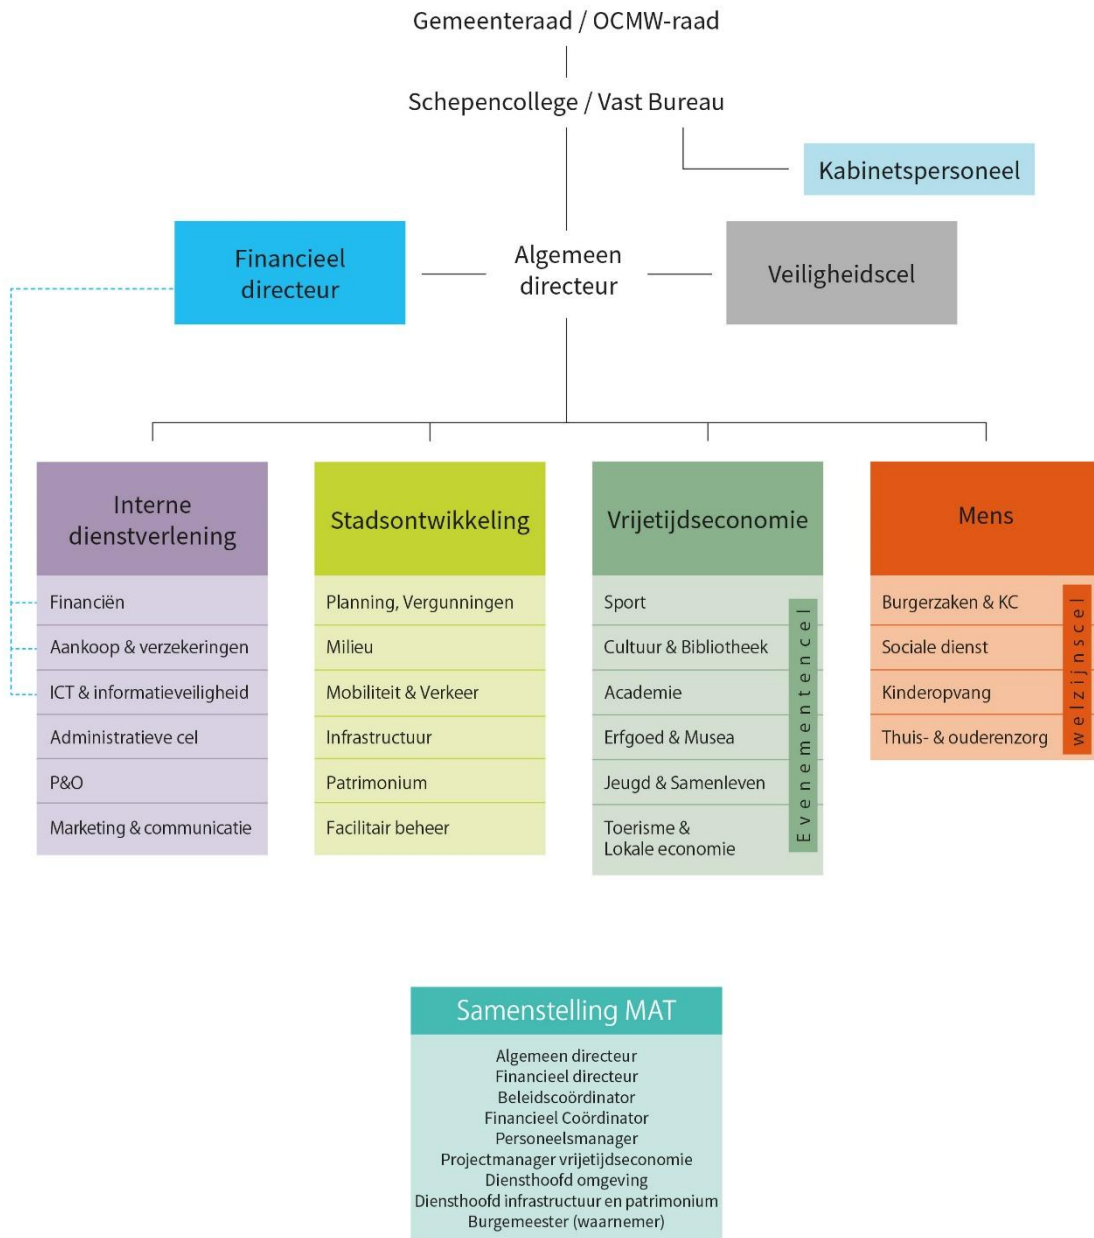 Gemeenteraad / OCMW-raad
Schepencollege / Vast Bureau
Kabinetspersoneel
Financieel
directeur
Algemeen
directeur
Veiligheidscel
Interne
dienstverlening
Financiën
Aankoop & verzekeringen
ICT & informatieveiligheid
Administratieve cel
P&O
Marketing & communicatie
Stadsontwikkeling
Planning, Vergunningen
Milieu
Mobiliteit & Verkeer
Infrastructuur
Patrimonium
Facilitair beheer
Vrijetijdseconomie
Sport
Cultuur & Bibliotheek
Academie
Erfgoed & Musea
Jeugd & Samenleven
Toerisme &
Lokale economie
Evenementencel
Mens
Burgerzaken & KC
Sociale dienst
Kinderopvang
Thuis- & ouderenzorg
welzijnscel
Samenstelling MAT
Algemeen directeur
Financieel directeur
Beleidscoördinator
Financieel Coördinator
Personeelsmanager
Projectmanager vrijetijdseconomie
Diensthoofd omgeving
Diensthoofd infrastructuur en patrimonium
Burgemeester (waarnemer)